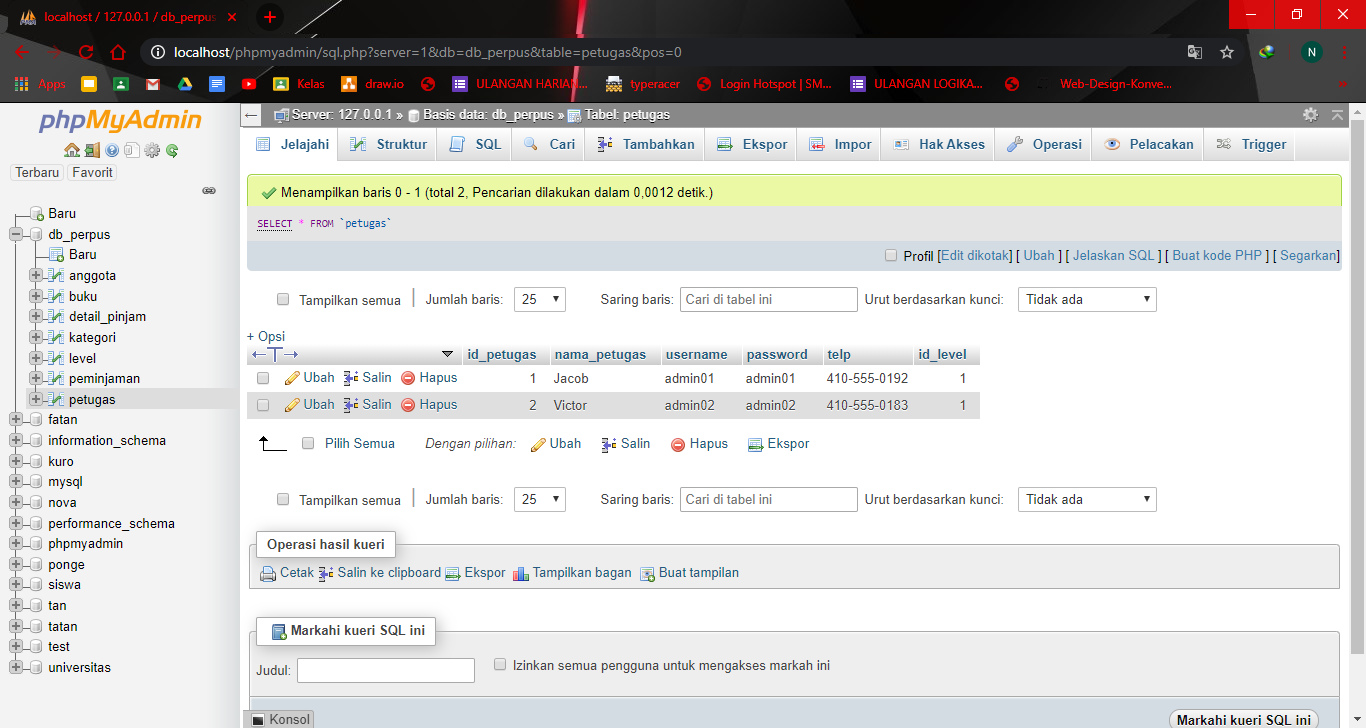 localhost / 127.0.0.1 / db_perpus
localhost/phpmyadmin/sql.php?server=1&db=db_perpus&table=petugas&pos=0
N
Apps Kelas draw.io ULANGAN HARIAN... typeracer Login Hotspot | SM... ULANGAN LOGIKA... Web-Design-Konve...
phpMyAdmin
Terbaru Favorit
Baru
db_perpus
Baru
anggota
buku
detail_pinjam
kategori
level
peminjaman
petugas
fatan
information_schema
kuro
mysql
nova
performance_schema
phpmyadmin
ponge
siswa
tan
tatan
test
universitas
Server: 127.0.0.1 » Basis data: db_perpus » Tabel: petugas
Jelajahi Struktur SQL Cari Tambahkan Ekspor Impor Hak Akses Operasi Pelacakan Trigger
Menampilkan baris 0 - 1 (total 2, Pencarian dilakukan dalam 0,0012 detik.)
SELECT * FROM `petugas`
Profil [Edit dikotak] [ Ubah ] [ Jelaskan SQL ] [ Buat kode PHP ] [ Segarkan]
Tampilkan semua | Jumlah baris: 25 Saring baris: Cari di tabel ini Urut berdasarkan kunci: Tidak ada
+ Opsi
←T→ id_petugas nama_petugas username password telp id_level
Ubah Salin Hapus 1 Jacob admin01 admin01 410-555-0192 1
Ubah Salin Hapus 2 Victor admin02 admin02 410-555-0183 1
Pilih Semua Dengan pilihan: Ubah Salin Hapus Ekspor
Tampilkan semua | Jumlah baris: 25 Saring baris: Cari di tabel ini Urut berdasarkan kunci: Tidak ada
Operasi hasil kueri
Cetak Salin ke clipboard Ekspor Tampilkan bagan Buat tampilan
Markahi kueri SQL ini
Judul: Izinkan semua pengguna untuk mengakses markah ini
Konsol Markahi kueri SQL ini